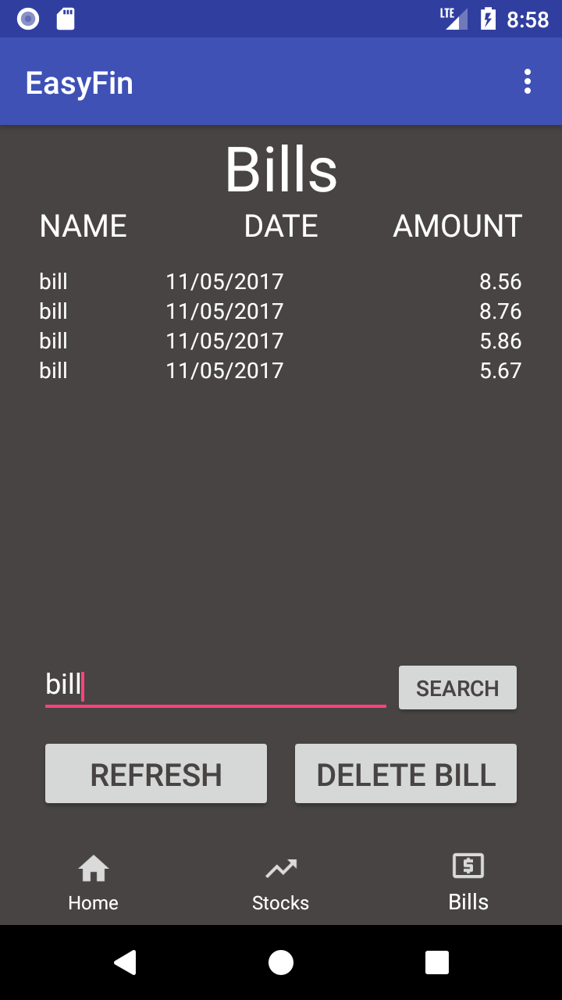 LTE 8:58
EasyFin
Bills
NAME DATE AMOUNT
bill 11/05/2017 8.56
bill 11/05/2017 8.76
bill 11/05/2017 5.86
bill 11/05/2017 5.67
bill SEARCH
REFRESH DELETE BILL
Home Stocks Bills